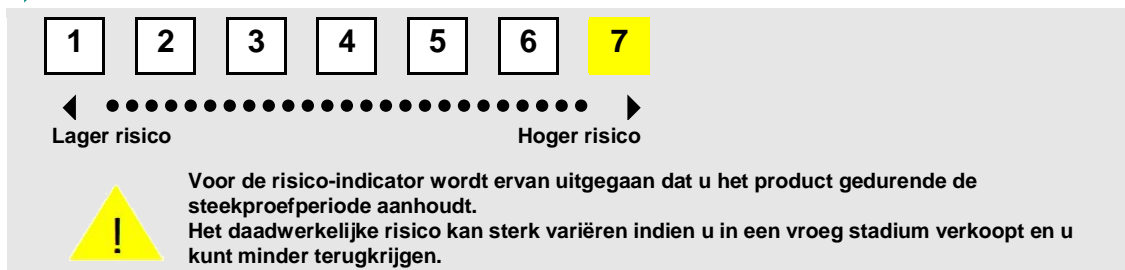 1 2 3 4 5 6 7
Lager risico Hoger risico
Voor de risico-indicator wordt ervan uitgegaan dat u het product gedurende de
steekproefperiode aanhoudt.
! Het daadwerkelijke risico kan sterk variëren indien u in een vroeg stadium verkoopt en u
kunt minder terugkrijgen.